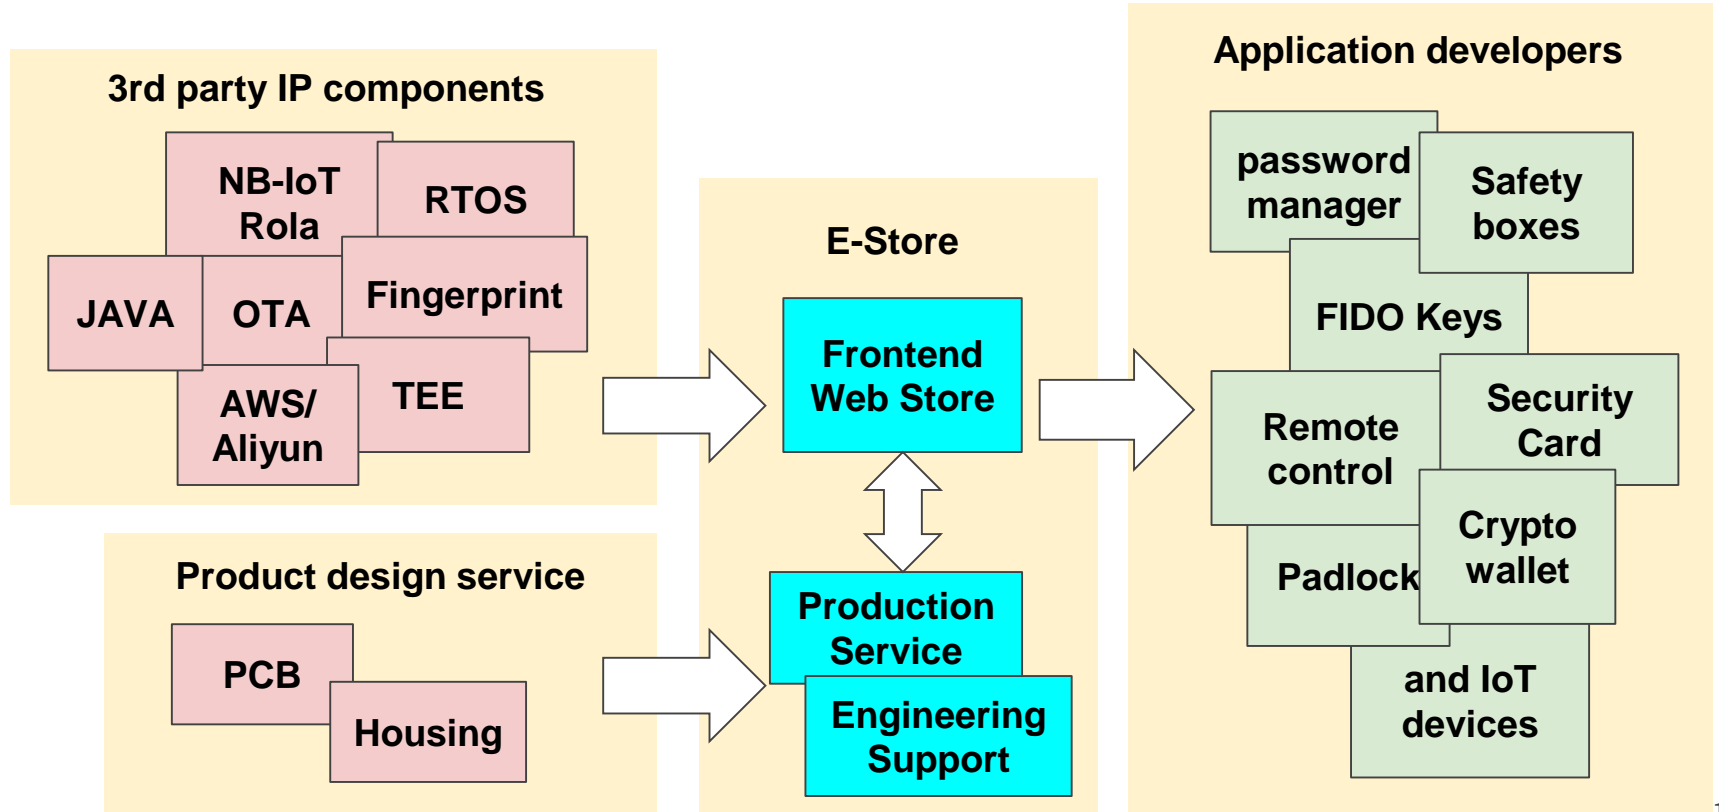 3rd party IP components
NB-IoT
Rola
RTOS
JAVA
OTA
Fingerprint
AWS/
Aliyun
TEE
Product design service
PCB
Housing
E-Store
Frontend
Web Store
Production
Service
Engineering
Support
Application developers
password
manager
Safety
boxes
FIDO Keys
Remote
control
Security
Card
Crypto
wallet
Padlock
and IoT
devices